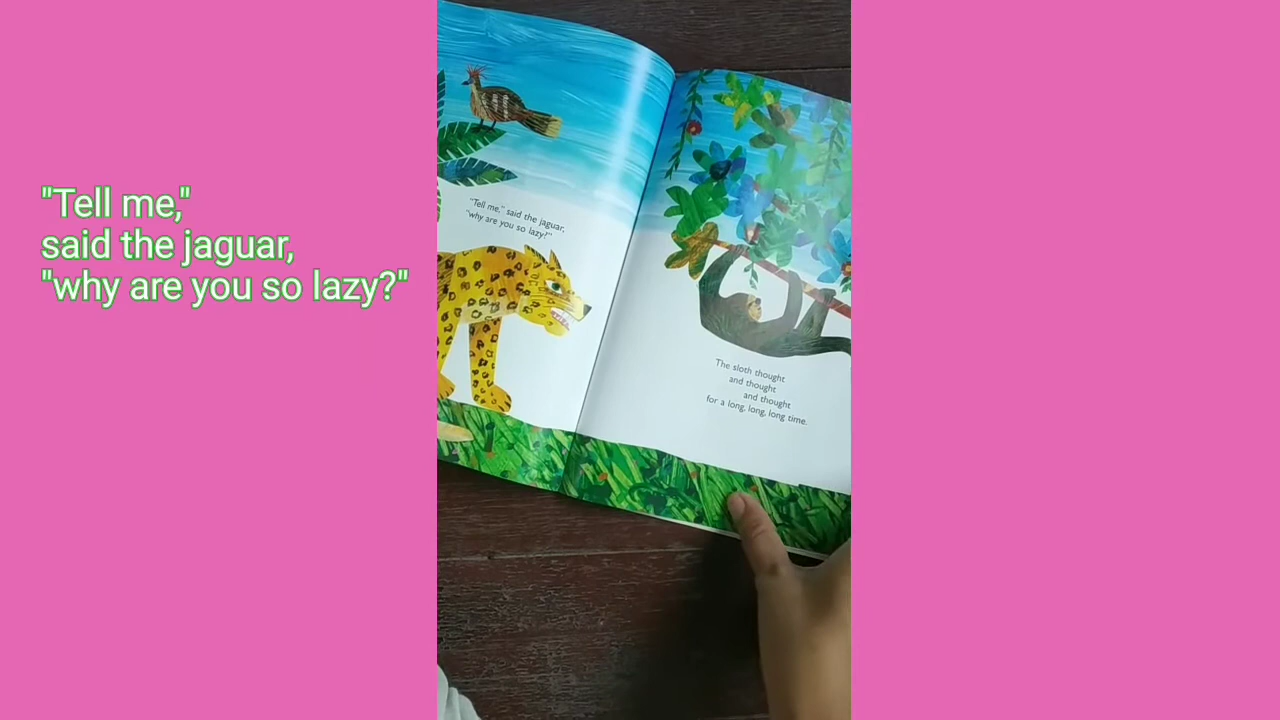 "Tell me,"
said the jaguar,
"why are you so lazy?"
"Tell me," said the jaguar,
"why are you so lazy?"
The sloth thought
and thought
and thought
for a long, long, long time.